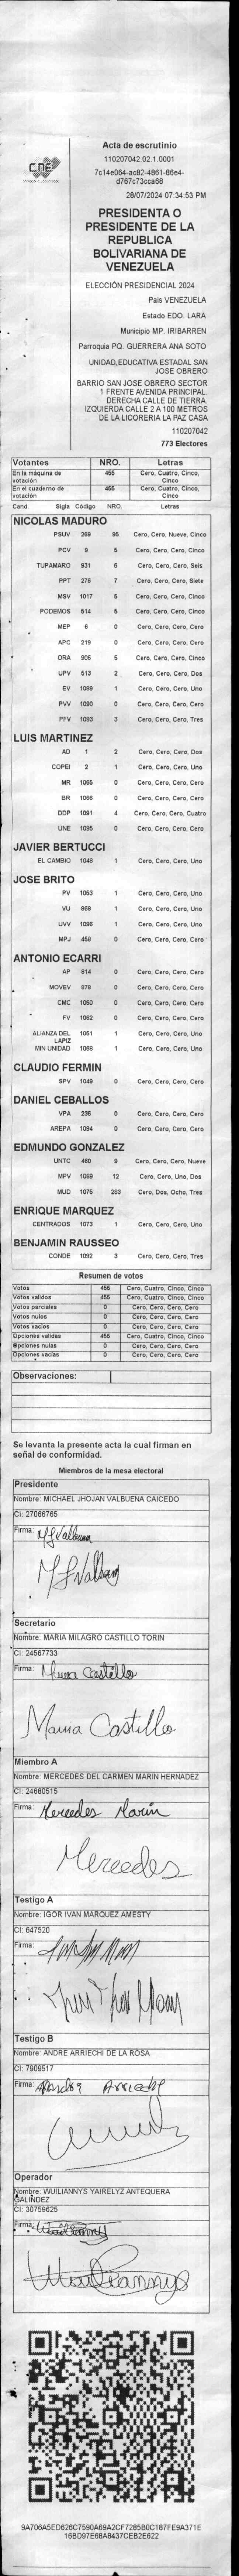 CNE
Acta de escrutinio
110207042.02.1.0001
7c14e064-ac82-4861-86e4-
d767c73cca68
28/07/2024 07:34:53 PM
PRESIDENTA O
PRESIDENTE DE LA
REPUBLICA
BOLIVARIANA DE
VENEZUELA
ELECCIÓN PRESIDENCIAL 2024
Pais VENEZUELA
Estado EDO. LARA
Municipio MP. IRIBARREN
Parroquia PQ. GUERRERA ANA SOTO
UNIDAD EDUCATIVA ESTADAL SAN
JOSE OBRERO
BARRIO SAN JOSE OBRERO SECTOR
1 FRENTE AVENIDA PRINCIPAL.
DERECHA CALLE DE TIERRA.
IZQUIERDA CALLE 2 A 100 METROS
DE LA LICORERIA LA PAZ CASA
110207042
773 Electores
Votantes NRO. Letras
En la máquina de votación 455 Cero, Cuatro, Cinco, Cinco
En el cuaderno de votación 455 Cero, Cuatro, Cinco, Cinco
Cand. Sigla Código NRO. Letras
NICOLAS MADURO
PSUV 269 95 Cero, Cero, Nueve, Cinco
PCV 9 5 Cero, Cero, Cero, Cinco
TUPAMARO 931 6 Cero, Cero, Cero, Seis
PPT 276 7 Cero, Cero, Cero, Siete
MSV 1017 5 Cero, Cero, Cero, Cinco
PODEMOS 514 5 Cero, Cero, Cero, Cinco
MEP 6 0 Cero, Cero, Cero, Cero
APC 219 0 Cero, Cero, Cero, Cero
ORA 906 5 Cero, Cero, Cero, Cinco
UPV 513 2 Cero, Cero, Cero, Dos
EV 1089 1 Cero, Cero, Cero, Uno
PVV 1090 0 Cero, Cero, Cero, Cero
PFV 1093 3 Cero, Cero, Cero, Tres
LUIS MARTINEZ
AD 1 2 Cero, Cero, Cero, Dos
COPEI 2 1 Cero, Cero, Cero, Uno
MR 1065 0 Cero, Cero, Cero, Cero
BR 1066 0 Cero, Cero, Cero, Cero
DDP 1091 4 Cero, Cero, Cero, Cuatro
UNE 1095 0 Cero, Cero, Cero, Cero
JAVIER BERTUCCI
EL CAMBIO 1048 1 Cero, Cero, Cero, Uno
JOSE BRITO
PV 1053 1 Cero, Cero, Cero, Uno
VU 868 1 Cero, Cero, Cero, Uno
UVV 1096 1 Cero, Cero, Cero, Uno
MPJ 458 0 Cero, Cero, Cero, Cero
ANTONIO ECARRI
AP 814 0 Cero, Cero, Cero, Cero
MOVEV 979 0 Cero, Cero, Cero, Cero
CMC 1050 0 Cero, Cero, Cero, Cero
FV 1062 0 Cero, Cero, Cero, Cero
ALIANZA DEL LAPIZ 1051 1 Cero, Cero, Cero, Uno
MIN UNIDAD 1068 1 Cero, Cero, Cero, Uno
CLAUDIO FERMIN
SPV 1049 0 Cero, Cero, Cero, Cero
DANIEL CEBALLOS
VPA 236 0 Cero, Cero, Cero, Cero
AREPA 1094 0 Cero, Cero, Cero, Cero
EDMUNDO GONZALEZ
UNTC 460 9 Cero, Cero, Cero, Nueve
MPV 1069 12 Cero, Cero, Uno, Dos
MUD 1075 283 Cero, Dos, Ocho, Tres
ENRIQUE MARQUEZ
CENTRADOS 1073 1 Cero, Cero, Cero, Uno
BENJAMIN RAUSSEO
CONDE 1092 3 Cero, Cero, Cero, Tres
Resumen de votos
Votos 455 Cero, Cuatro, Cinco, Cinco
Votos validos 455 Cero, Cuatro, Cinco, Cinco
Votos parciales 0 Cero, Cero, Cero, Cero
Votos nulos 0 Cero, Cero, Cero, Cero
Votos vacios 0 Cero, Cero, Cero, Cero
Opciones validas 455 Cero, Cuatro, Cinco, Cinco
Opciones nulas 0 Cero, Cero, Cero, Cero
Opciones vacias 0 Cero, Cero, Cero, Cero
Observaciones:
Se levanta la presente acta la cual firman en
señal de conformidad.
Miembros de la mesa electoral
Presidente
Nombre: MICHAEL JHOJAN VALBUENA CAICEDO
CI: 27066765
Firma: MJValbuena
Secretario
Nombre: MARIA MILAGRO CASTILLO TORIN
CI: 24567733
Firma: Maria Castillo
Maria Castillo
Miembro A
Nombre: MERCEDES DEL CARMEN MARIN HERNADEZ
CI: 24680515
Firma: Mercedes Marin
Mercedes
Testigo A
Nombre: IGOR IVAN MARQUEZ AMESTY
CI: 647520
Firma:
Testigo B
Nombre: ANDRE ARRIECHI DE LA ROSA
CI: 7909517
Firma:
Operador
Nombre: WUILIANNYS YAIRELYZ ANTEQUERA
GALINDEZ
CI: 30759625
Firma: Wuiliannys
Wuiliannys
9A706A5ED626C7590A69A2CF7285B0C187FE9A371E
16BD97E68A8437CEB2E622